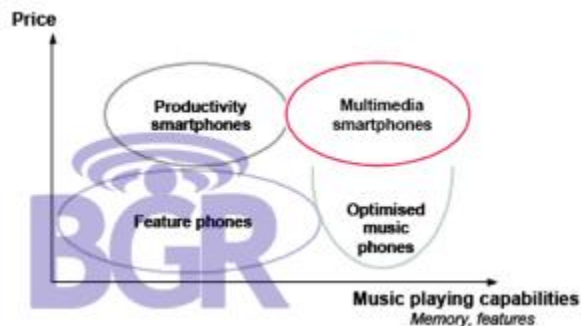 Price
Productivity
smartphones
Multimedia
smartphones
Feature phones
Optimised
music
phones
BGR
Music playing capabilities
Memory, features